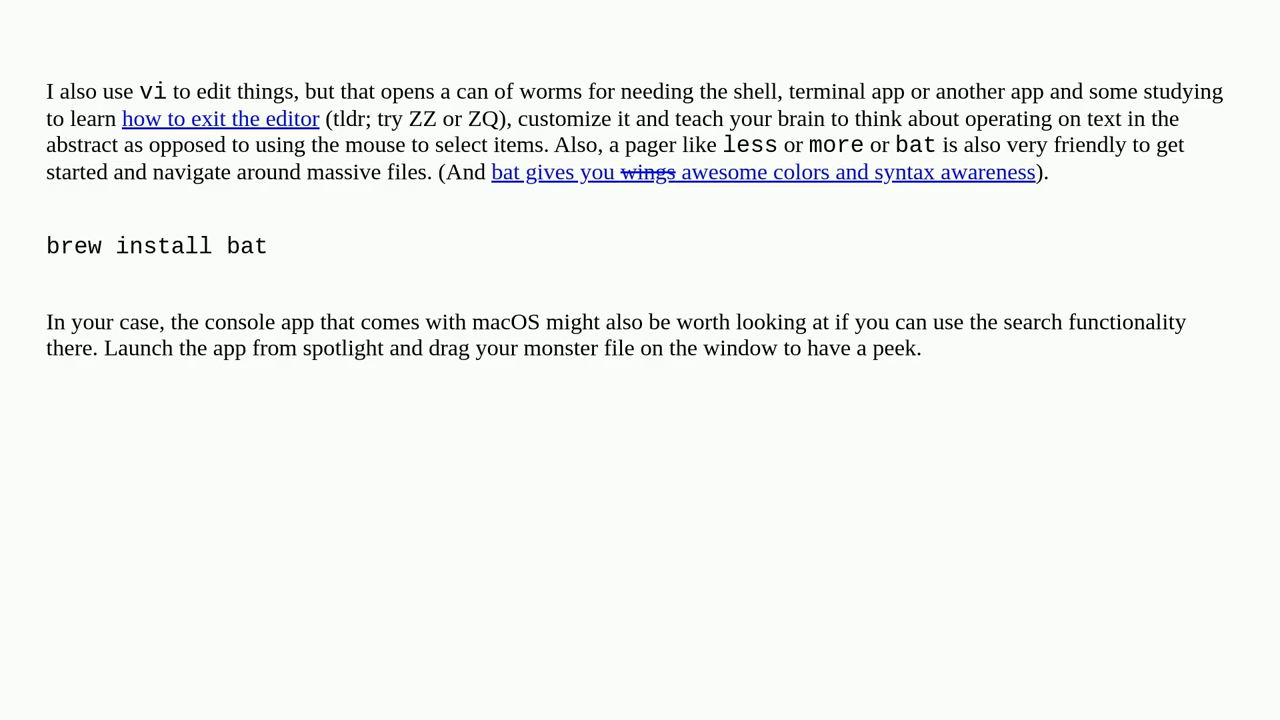 I also use vi to edit things, but that opens a can of worms for needing the shell, terminal app or another app and some studying
to learn how to exit the editor (tldr; try ZZ or ZQ), customize it and teach your brain to think about operating on text in the
abstract as opposed to using the mouse to select items. Also, a pager like less or more or bat is also very friendly to get
started and navigate around massive files. (And bat gives you wings awesome colors and syntax awareness).
brew install bat
In your case, the console app that comes with macOS might also be worth looking at if you can use the search functionality
there. Launch the app from spotlight and drag your monster file on the window to have a peek.